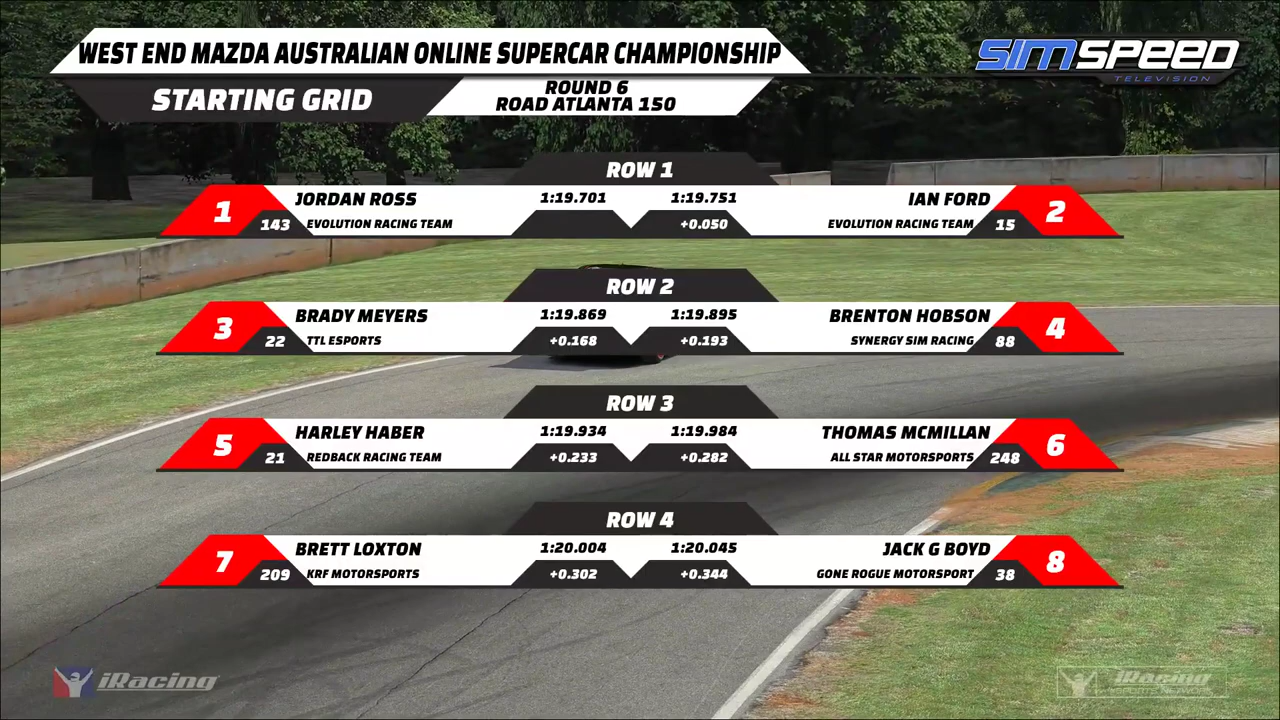 WEST END MAZDA AUSTRALIAN ONLINE SUPERCAR CHAMPIONSHIP
SIMSPEED
TELEVISION
STARTING GRID
ROUND 6
ROAD ATLANTA 150
ROW 1
1 JORDAN ROSS 1:19.701 1:19.751 IAN FORD 2
143 EVOLUTION RACING TEAM +0.050 EVOLUTION RACING TEAM 15
ROW 2
3 BRADY MEYERS 1:19.869 1:19.895 BRENTON HOBSON 4
22 TTL ESPORTS +0.168 +0.193 SYNERGY SIM RACING 88
ROW 3
5 HARLEY HABER 1:19.934 1:19.984 THOMAS MCMILLAN 6
21 REDBACK RACING TEAM +0.233 +0.282 ALL STAR MOTORSPORTS 248
ROW 4
7 BRETT LOXTON 1:20.004 1:20.045 JACK G BOYD 8
209 KRF MOTORSPORTS +0.302 +0.344 GONE ROGUE MOTORSPORT 38
iRacing
iRacing
ESPORTS NETWORK